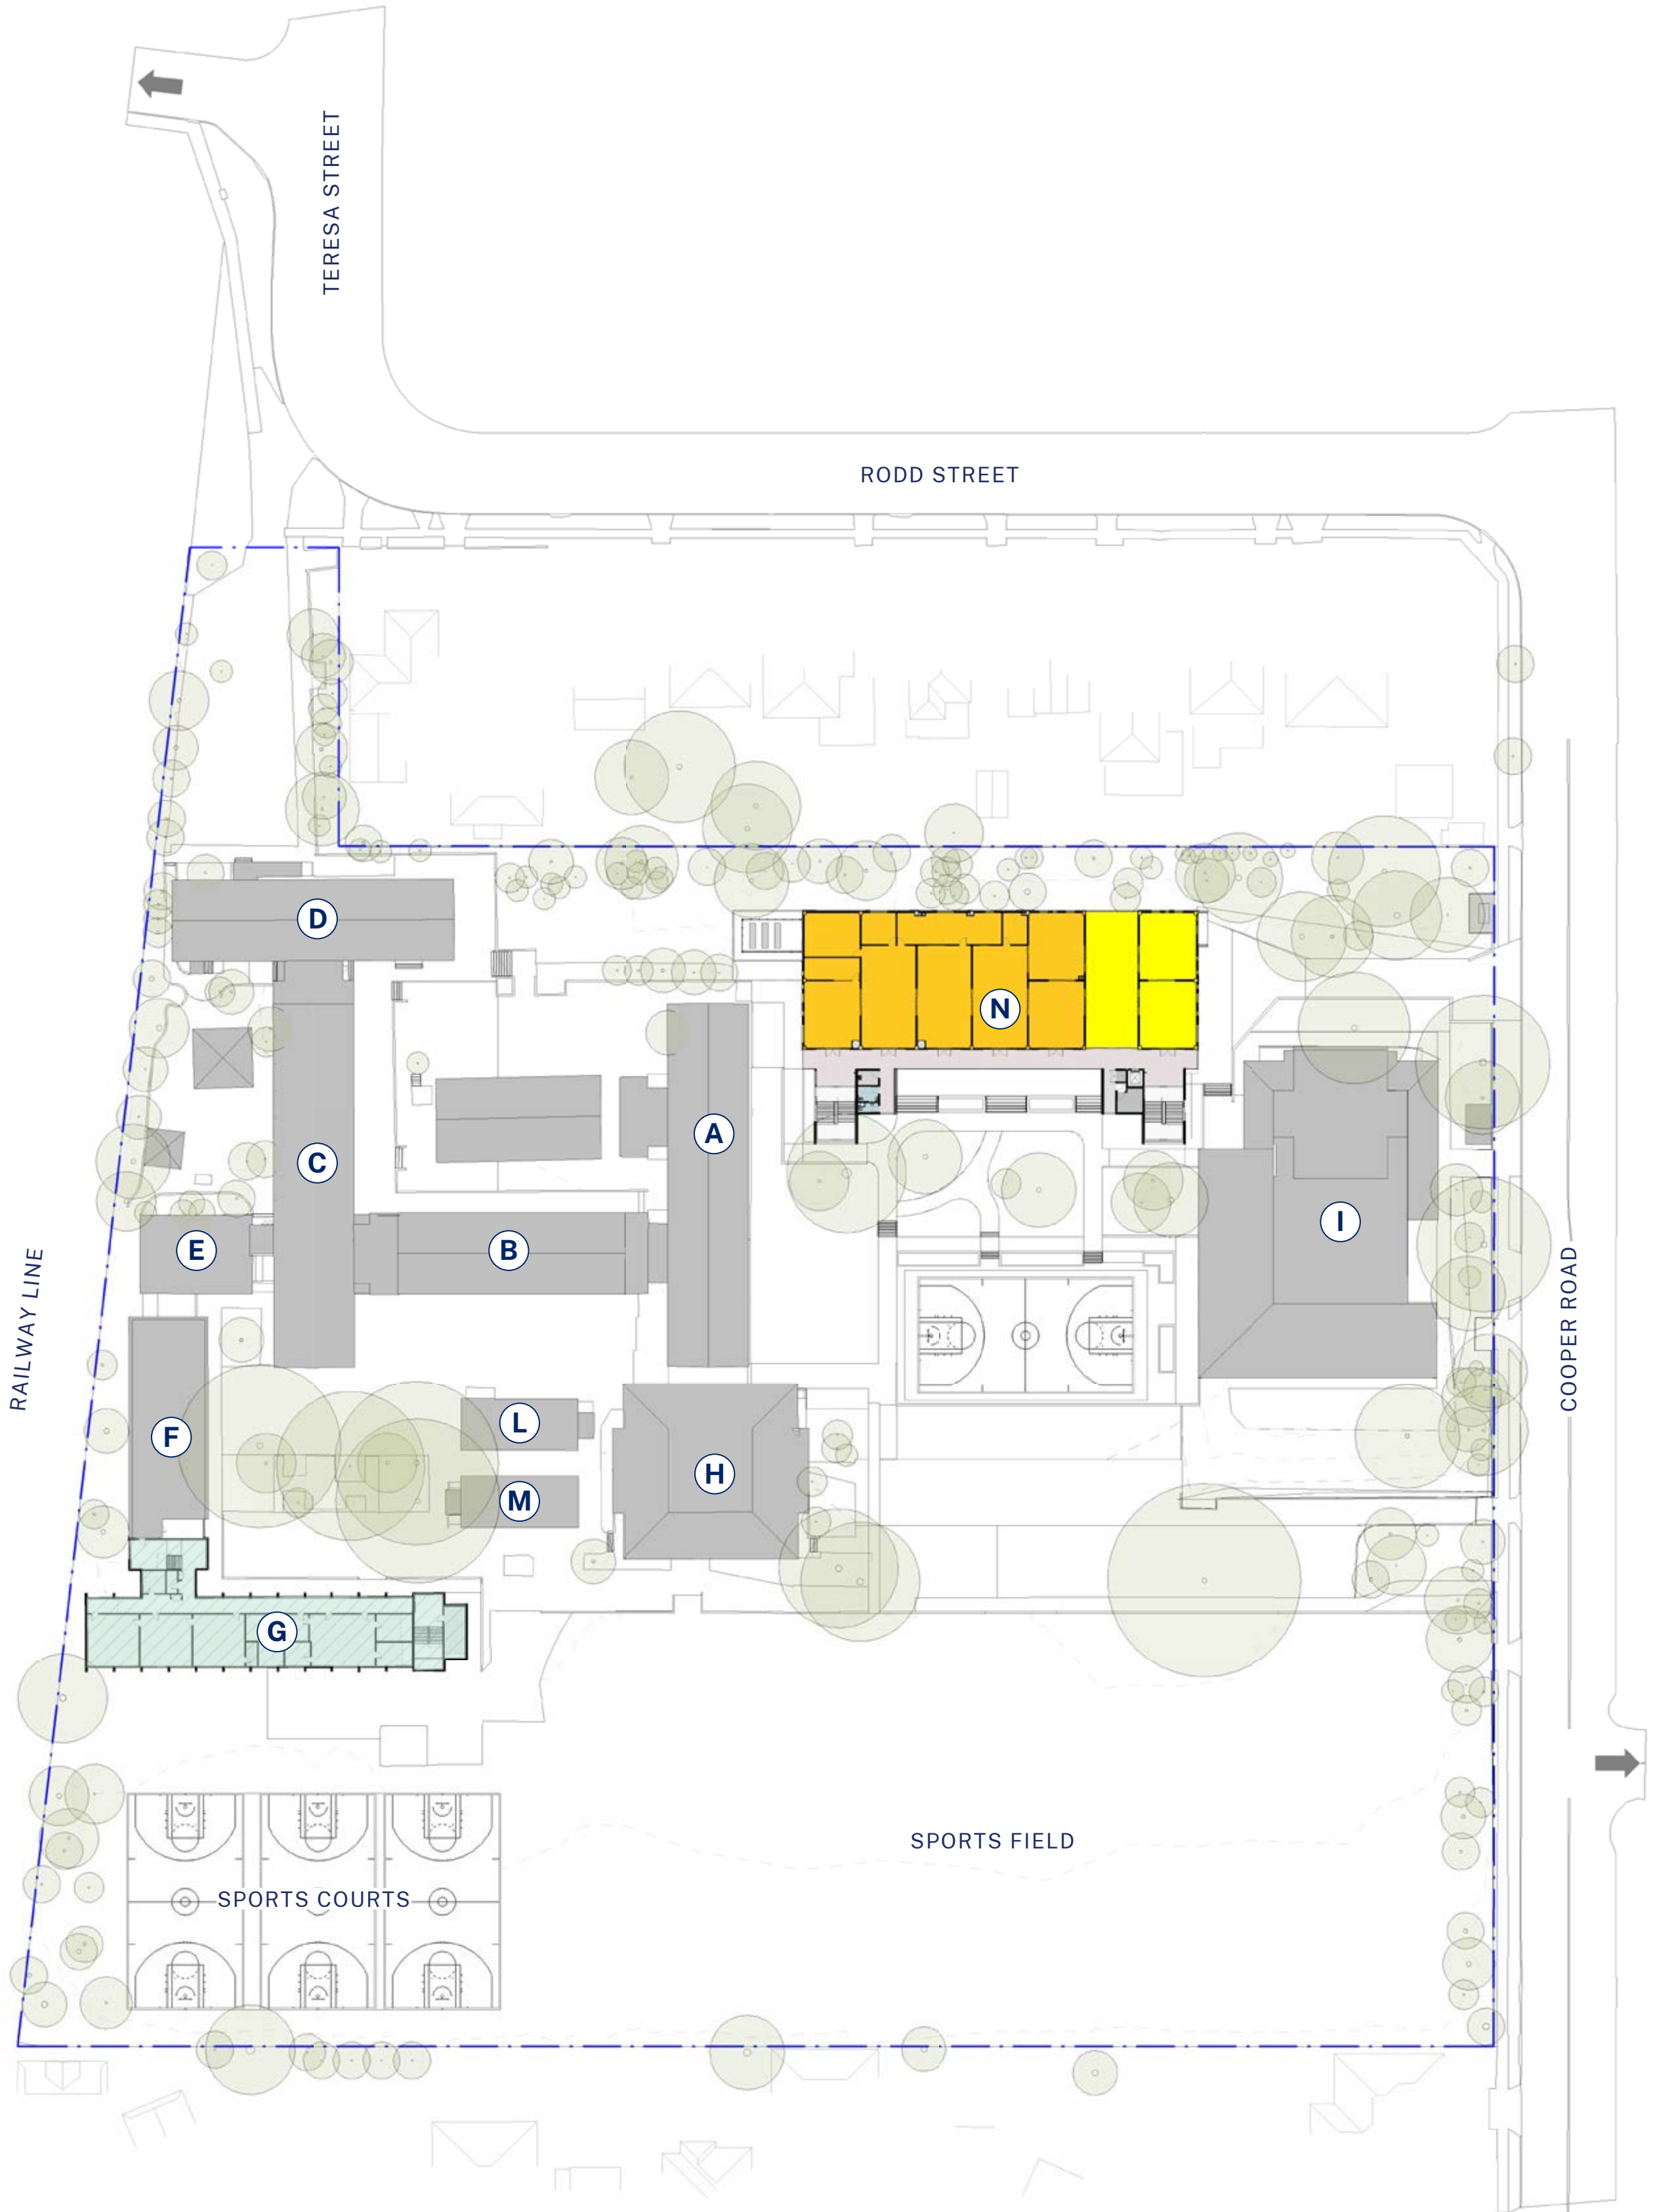 TERESA STREET
RODD STREET
D
N
A
C
I
E
B
RAILWAY LINE
COOPER ROAD
F
L
H
M
G
SPORTS FIELD
SPORTS COURTS